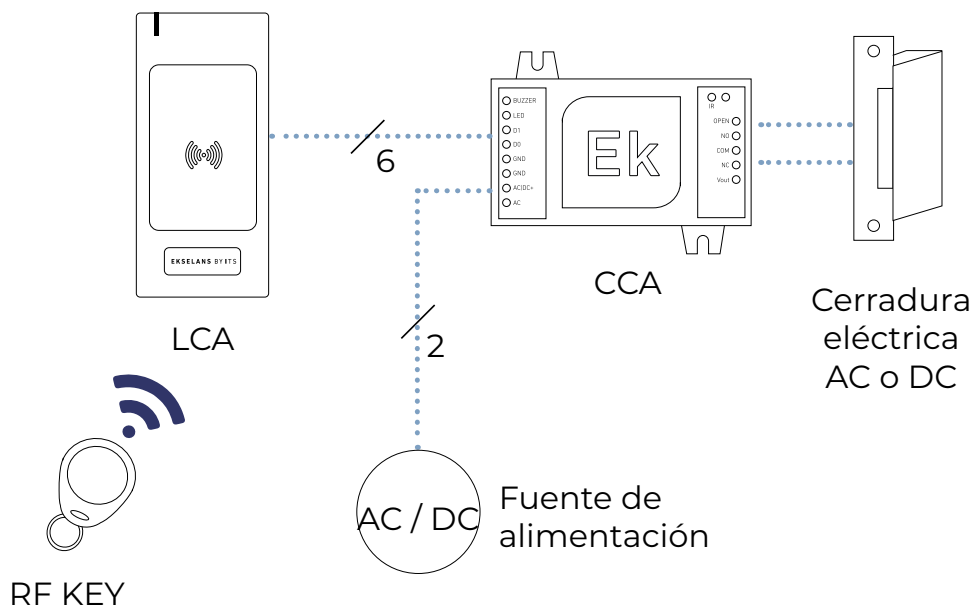 BUZZER
LED
D1
D0
GND
GND
AC|DC+
AC
Ek
IR
OPEN
NO
COM
NC
Vout
6
EKSELANS BY ITS
LCA
CCA
Cerradura
eléctrica
AC o DC
2
AC / DC
Fuente de
alimentación
RF KEY